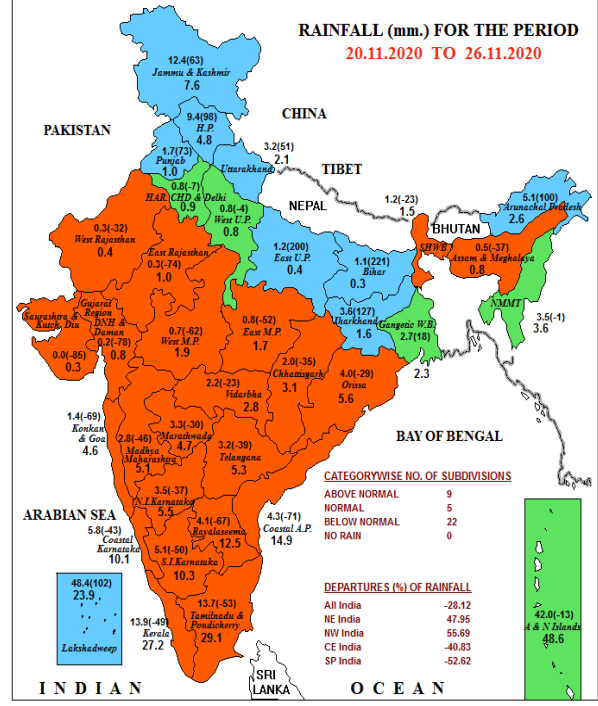 RAINFALL (mm.) FOR THE PERIOD
20.11.2020 TO 26.11.2020
12.4(63)
Jammu & Kashmir
7.6
CHINA
9.4(98)
H.P.
4.8
PAKISTAN
1.7(73)
Punjab
1.0
3.2(51)
2.1
Uttarakhand
TIBET
0.8(-7)
HAR. CHD & Delhi
0.9
0.8(-4)
West U.P.
0.8
NEPAL
1.2(-23)
1.5
5.1(100)
Arunachal Pradesh
2.6
BHUTAN
0.3(-32)
West Rajasthan
0.4
East Rajasthan
0.3(-74)
1.0
1.2(200)
East U.P.
0.4
1.1(221)
Bihar
0.3
SHWB
0.5(-37)
Assam & Meghalaya
0.8
NMMT
3.5(-1)
3.6
Saurashtra &
Kutch, Diu
0.0(-85)
0.3
Gujarat
Region
DNH &
Daman
0.2(-78)
0.8
0.7(-62)
West M.P.
1.9
0.8(-52)
East M.P.
1.7
3.6(127)
Jharkhand
1.6
Gangetic W.B.
2.7(18)
2.3
2.0(-35)
Chhattisgarh
3.1
4.0(-29)
Orissa
5.6
2.2(-23)
Vidarbha
2.8
1.4(-69)
Konkan
& Goa
4.6
2.8(-46)
Madhya
Maharashtra
5.1
3.3(-30)
Marathwada
4.7
3.2(-39)
Telangana
5.3
BAY OF BENGAL
CATEGORYWISE NO. OF SUBDIVISIONS
ABOVE NORMAL 9
NORMAL 5
BELOW NORMAL 22
NO RAIN 0
ARABIAN SEA
3.5(-37)
N.I.Karnataka
5.5
5.8(-43)
Coastal
Karnataka
10.1
4.1(-67)
Rayalaseema
12.5
4.3(-71)
Coastal A.P.
14.9
5.1(-50)
S.I.Karnataka
10.3
48.4(102)
23.9
Lakshadweep
13.9(-49)
Kerala
27.2
13.7(-53)
Tamilnadu &
Pondicherry
29.1
DEPARTURES (%) OF RAINFALL
All India -28.12
NE India 47.95
NW India 55.69
CE India -40.83
SP India -52.62
42.0(-13)
A & N Islands
48.6
SRI
LANKA
INDIAN OCEAN